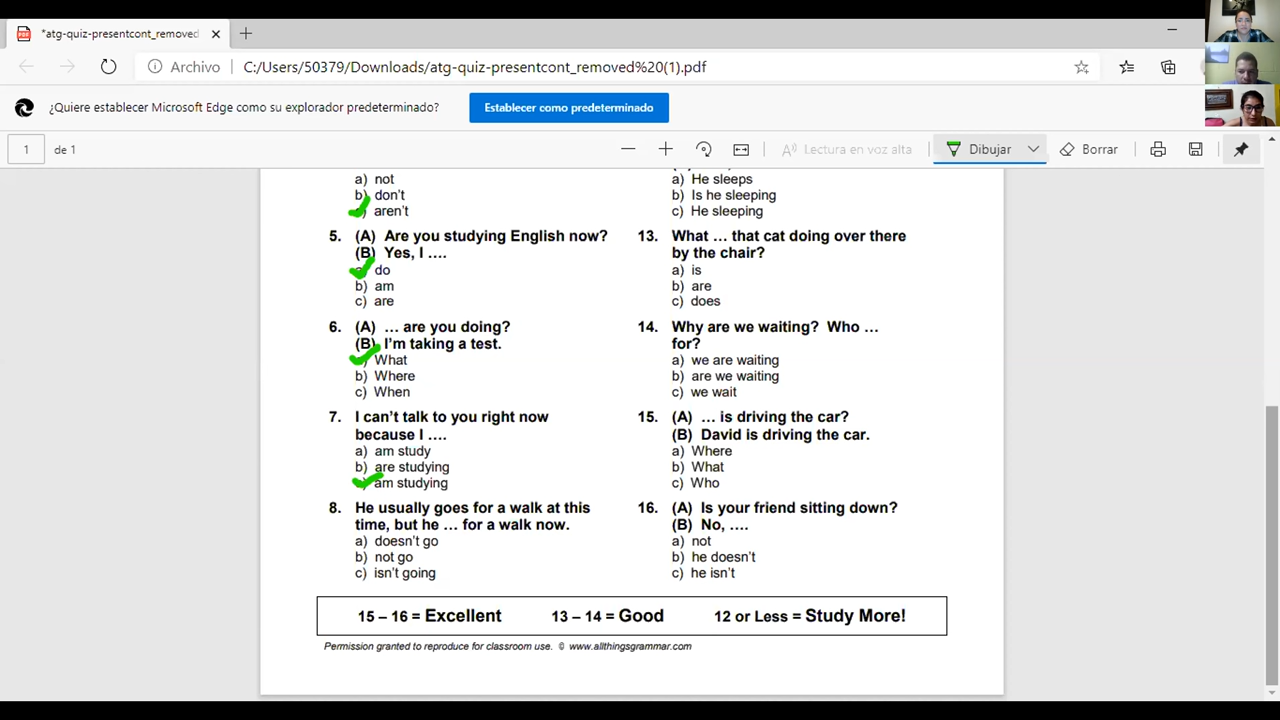 *atg-quiz-presentcont_removed
Archivo
C:/Users/50379/Downloads/atg-quiz-presentcont_removed%20(1).pdf
¿Quiere establecer Microsoft Edge como su explorador predeterminado?
Establecer como predeterminado
1 de 1
Lectura en voz alta
Dibujar
Borrar
a) not
b) don't
aren't
5. (A) Are you studying English now?
(B) Yes, I ....
do
b) am
c) are
6. (A) ... are you doing?
(B) I'm taking a test.
What
b) Where
c) When
7. I can't talk to you right now
because I ....
a) am study
b) are studying
am studying
8. He usually goes for a walk at this
time, but he ... for a walk now.
a) doesn't go
b) not go
c) isn't going
a) He sleeps
b) Is he sleeping
c) He sleeping
13. What ... that cat doing over there
by the chair?
a) is
b) are
c) does
14. Why are we waiting? Who ...
for?
a) we are waiting
b) are we waiting
c) we wait
15. (A) ... is driving the car?
(B) David is driving the car.
a) Where
b) What
c) Who
16. (A) Is your friend sitting down?
(B) No, ....
a) not
b) he doesn't
c) he isn't
15 – 16 = Excellent 13 – 14 = Good 12 or Less = Study More!
Permission granted to reproduce for classroom use. © www.allthingsgrammar.com